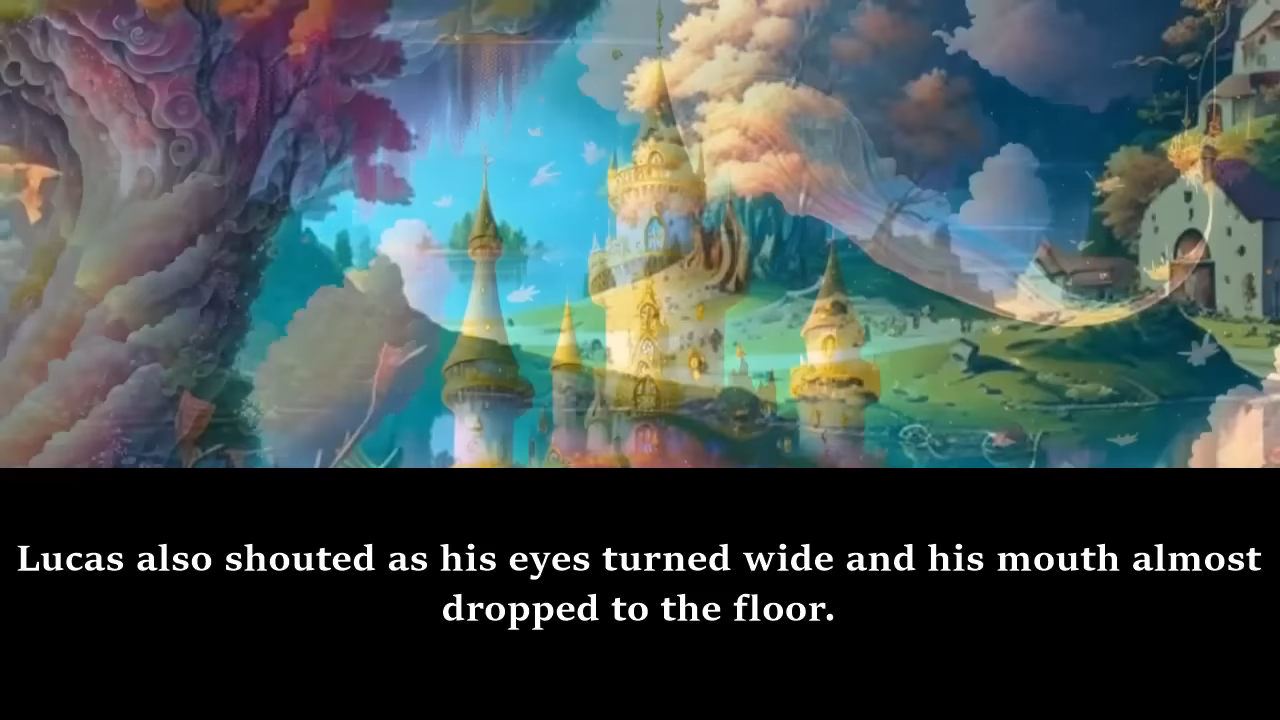 Lucas also shouted as his eyes turned wide and his mouth almost
dropped to the floor.